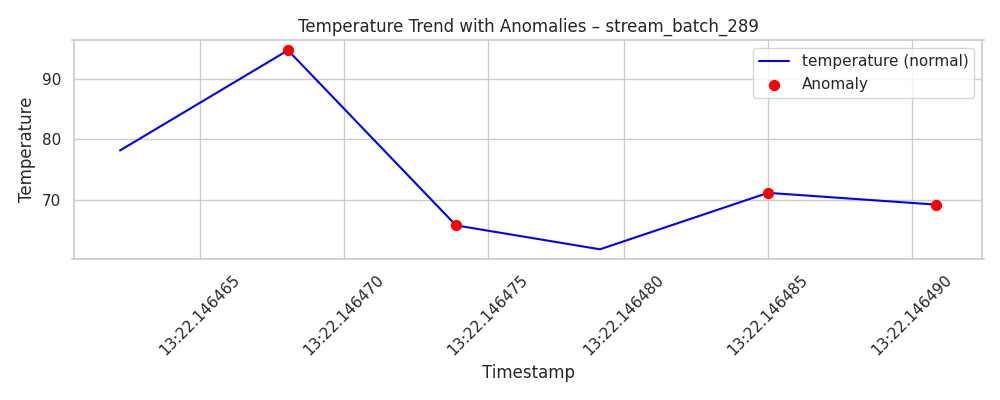 Temperature Trend with Anomalies – stream_batch_289
temperature (normal)
Anomaly
Temperature
90
80
70
13:22.146465
13:22.146470
13:22.146475
13:22.146480
13:22.146485
13:22.146490
Timestamp